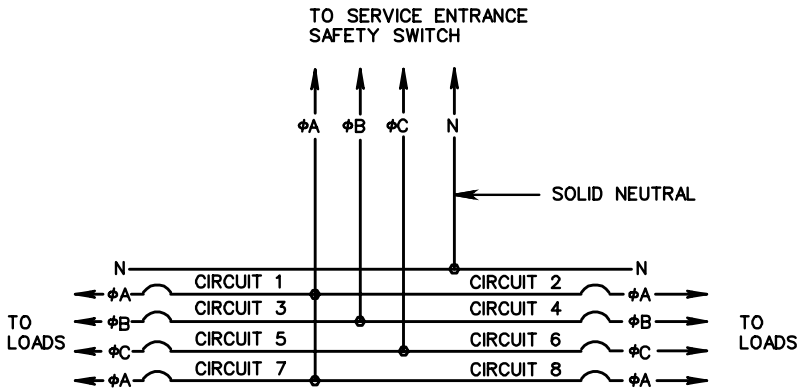 TO SERVICE ENTRANCE
SAFETY SWITCH
ϕA ϕB ϕC N
SOLID NEUTRAL
N N
CIRCUIT 1 CIRCUIT 2
ϕA ϕA
CIRCUIT 3 CIRCUIT 4
ϕB ϕB
TO LOADS TO LOADS
CIRCUIT 5 CIRCUIT 6
ϕC ϕC
CIRCUIT 7 CIRCUIT 8
ϕA ϕA